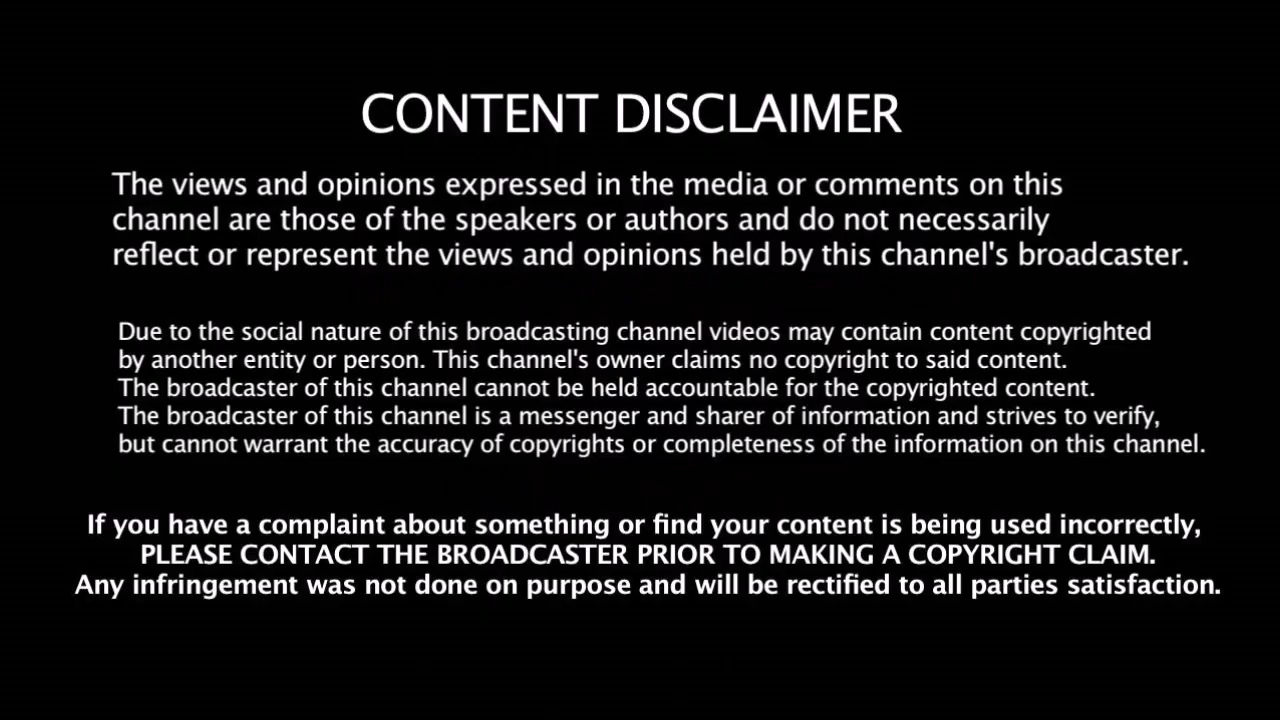 CONTENT DISCLAIMER
The views and opinions expressed in the media or comments on this
channel are those of the speakers or authors and do not necessarily
reflect or represent the views and opinions held by this channel's broadcaster.
Due to the social nature of this broadcasting channel videos may contain content copyrighted
by another entity or person. This channel's owner claims no copyright to said content.
The broadcaster of this channel cannot be held accountable for the copyrighted content.
The broadcaster of this channel is a messenger and sharer of information and strives to verify,
but cannot warrant the accuracy of copyrights or completeness of the information on this channel.
If you have a complaint about something or find your content is being used incorrectly,
PLEASE CONTACT THE BROADCASTER PRIOR TO MAKING A COPYRIGHT CLAIM.
Any infringement was not done on purpose and will be rectified to all parties satisfaction.